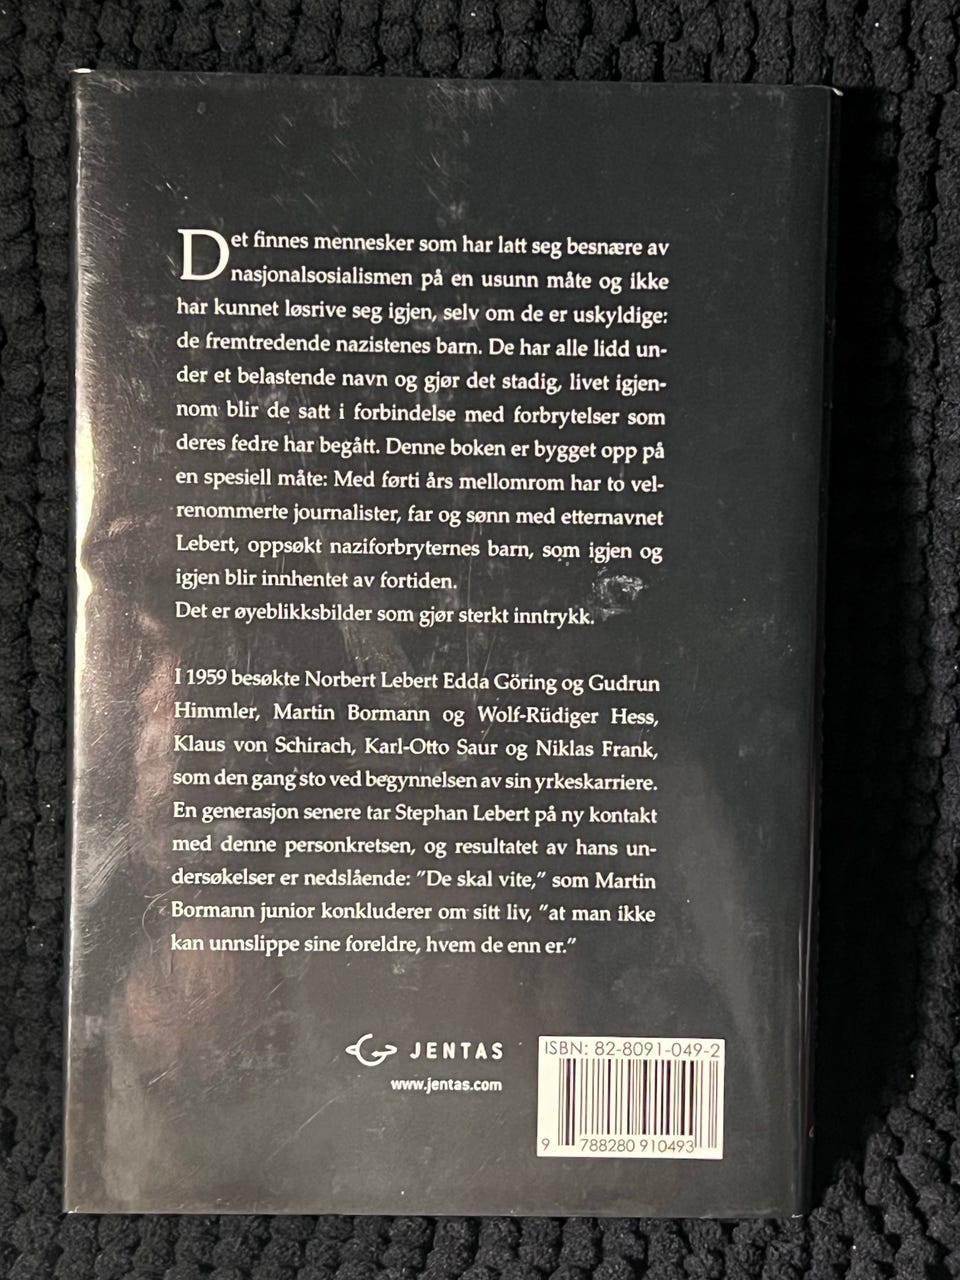 Det finnes mennesker som har latt seg besnære av
nasjonalsosialismen på en usunn måte og ikke
har kunnet løsrive seg igjen, selv om de er uskyldige:
de fremtredende nazistenes barn. De har alle lidd un-
der et belastende navn og gjør det stadig, livet igjen-
nom blir de satt i forbindelse med forbrytelser som
deres fedre har begått. Denne boken er bygget opp på
en spesiell måte: Med førti års mellomrom har to vel-
renommerte journalister, far og sønn med etternavnet
Lebert, oppsøkt naziforbryternes barn, som igjen og
igjen blir innhentet av fortiden.
Det er øyeblikksbilder som gjør sterkt inntrykk.
I 1959 besøkte Norbert Lebert Edda Göring og Gudrun
Himmler, Martin Bormann og Wolf-Rüdiger Hess,
Klaus von Schirach, Karl-Otto Saur og Niklas Frank,
som den gang sto ved begynnelsen av sin yrkeskarriere.
En generasjon senere tar Stephan Lebert på ny kontakt
med denne personkretsen, og resultatet av hans un-
dersøkelser er nedslående: "De skal vite," som Martin
Bormann junior konkluderer om sitt liv, "at man ikke
kan unnslippe sine foreldre, hvem de enn er."
JENTAS
www.jentas.com
ISBN: 82-8091-049-2
9 788280 910493